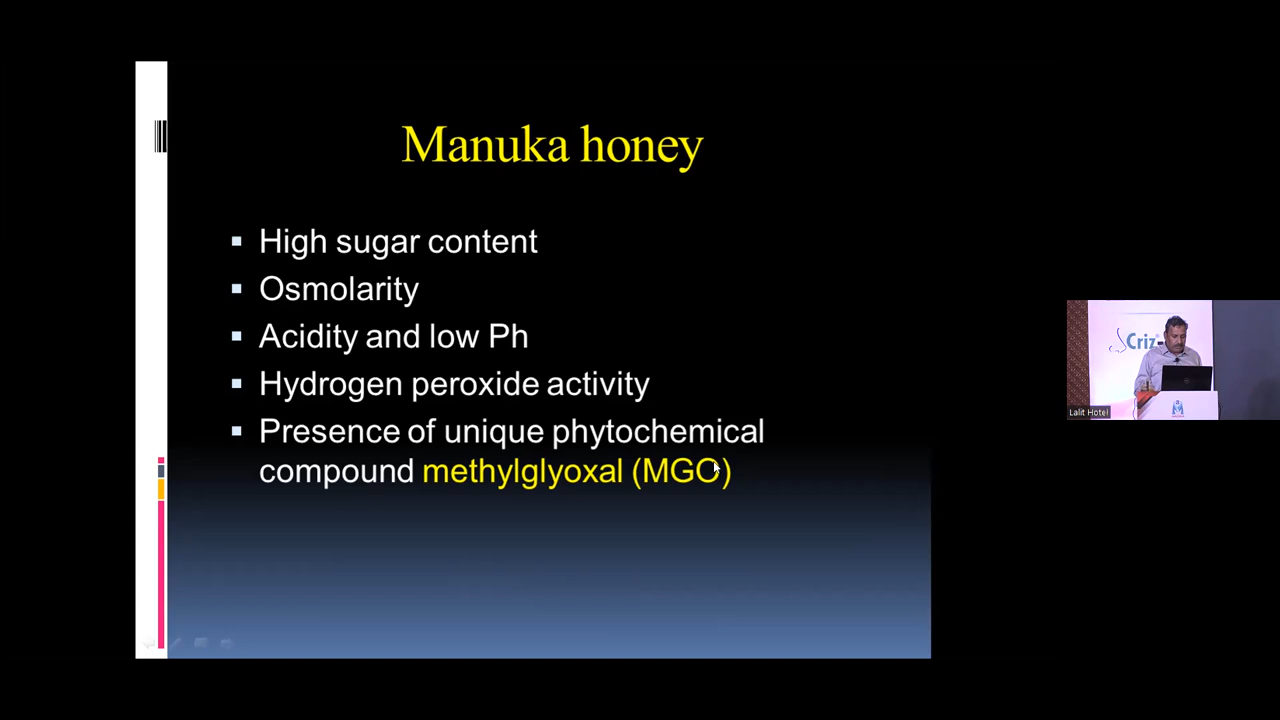 Manuka honey
High sugar content
Osmolarity
Acidity and low Ph
Hydrogen peroxide activity
Presence of unique phytochemical
compound methylglyoxal (MGO)
Criz
Lalit Hotel